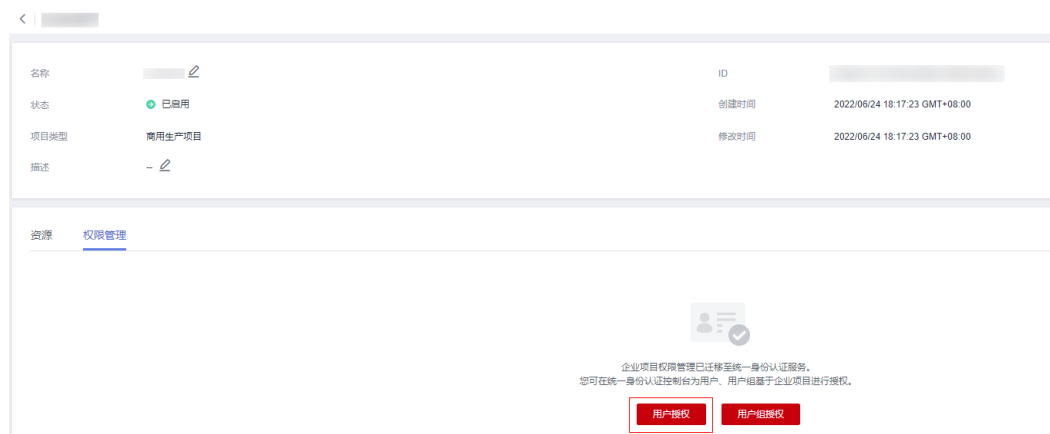 名称
ID
状态 已启用
创建时间 2022/06/24 18:17:23 GMT+08:00
项目类型 商用生产项目
修改时间 2022/06/24 18:17:23 GMT+08:00
描述 --
资源 权限管理
企业项目权限管理已迁移至统一身份认证服务。
您可在统一身份认证控制台为用户、用户组基于企业项目进行授权。
用户授权 用户组授权